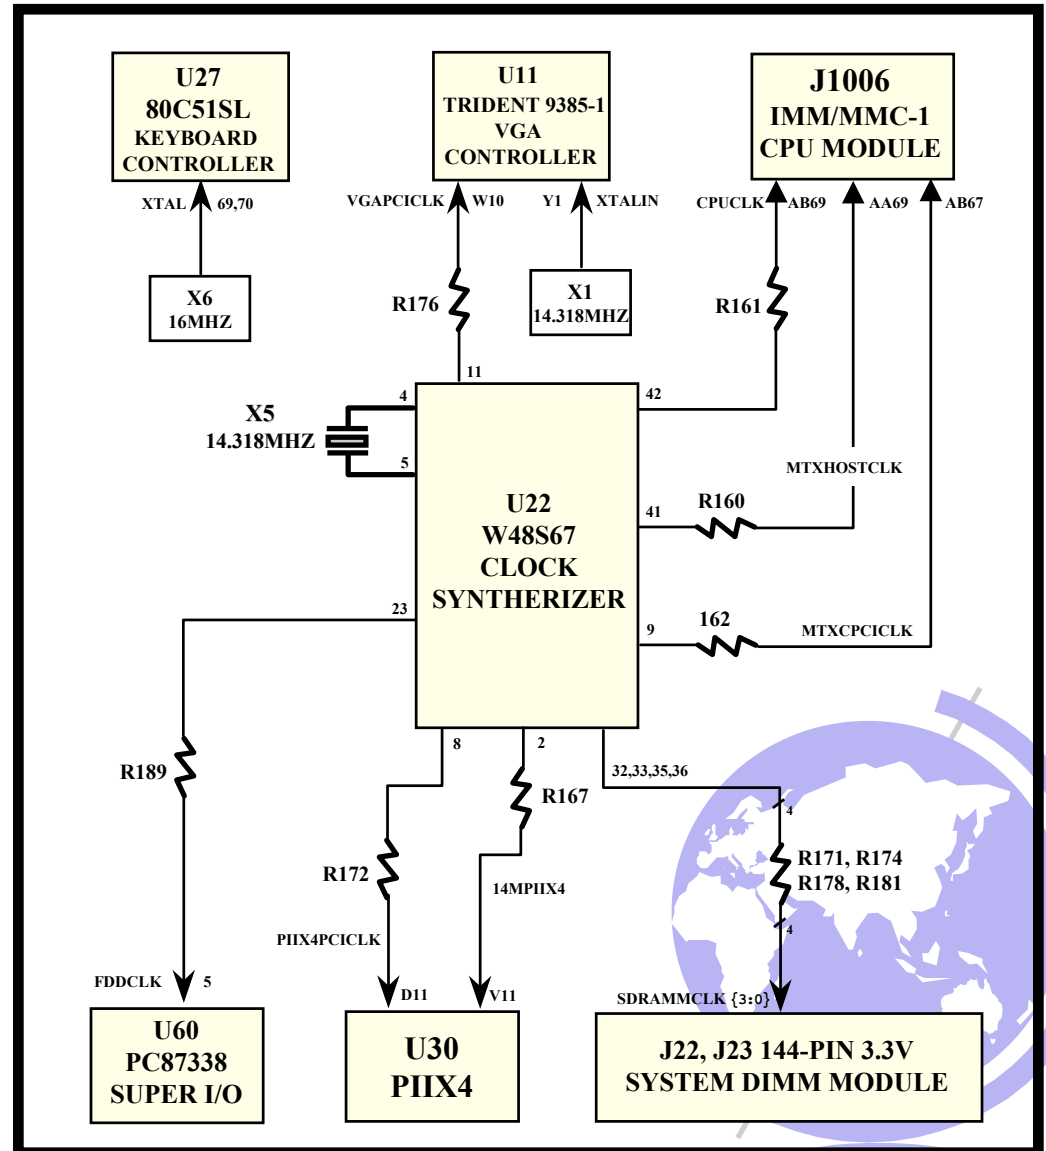 U27
80C51SL
KEYBOARD
CONTROLLER
U11
TRIDENT 9385-1
VGA
CONTROLLER
J1006
IMM/MMC-1
CPU MODULE
XTAL 69,70
VGAPCICLK W10
Y1 XTALIN
CPUCLK AB69
AA69
AB67
X6
16MHZ
R176
X1
14.318MHZ
R161
11
4
42
X5
14.318MHZ
5
MTXHOSTCLK
U22
W48S67
CLOCK
SYNTHERIZER
41
R160
23
9
162
MTXCPCICLK
8
2
32,33,35,36
R189
R167
4
R172
14MPIIX4
R171, R174
R178, R181
4
PIIX4PCICLK
FDDCLK 5
D11
V11
SDRAMMCLK {3:0}
U60
PC87338
SUPER I/O
U30
PIIX4
J22, J23 144-PIN 3.3V
SYSTEM DIMM MODULE